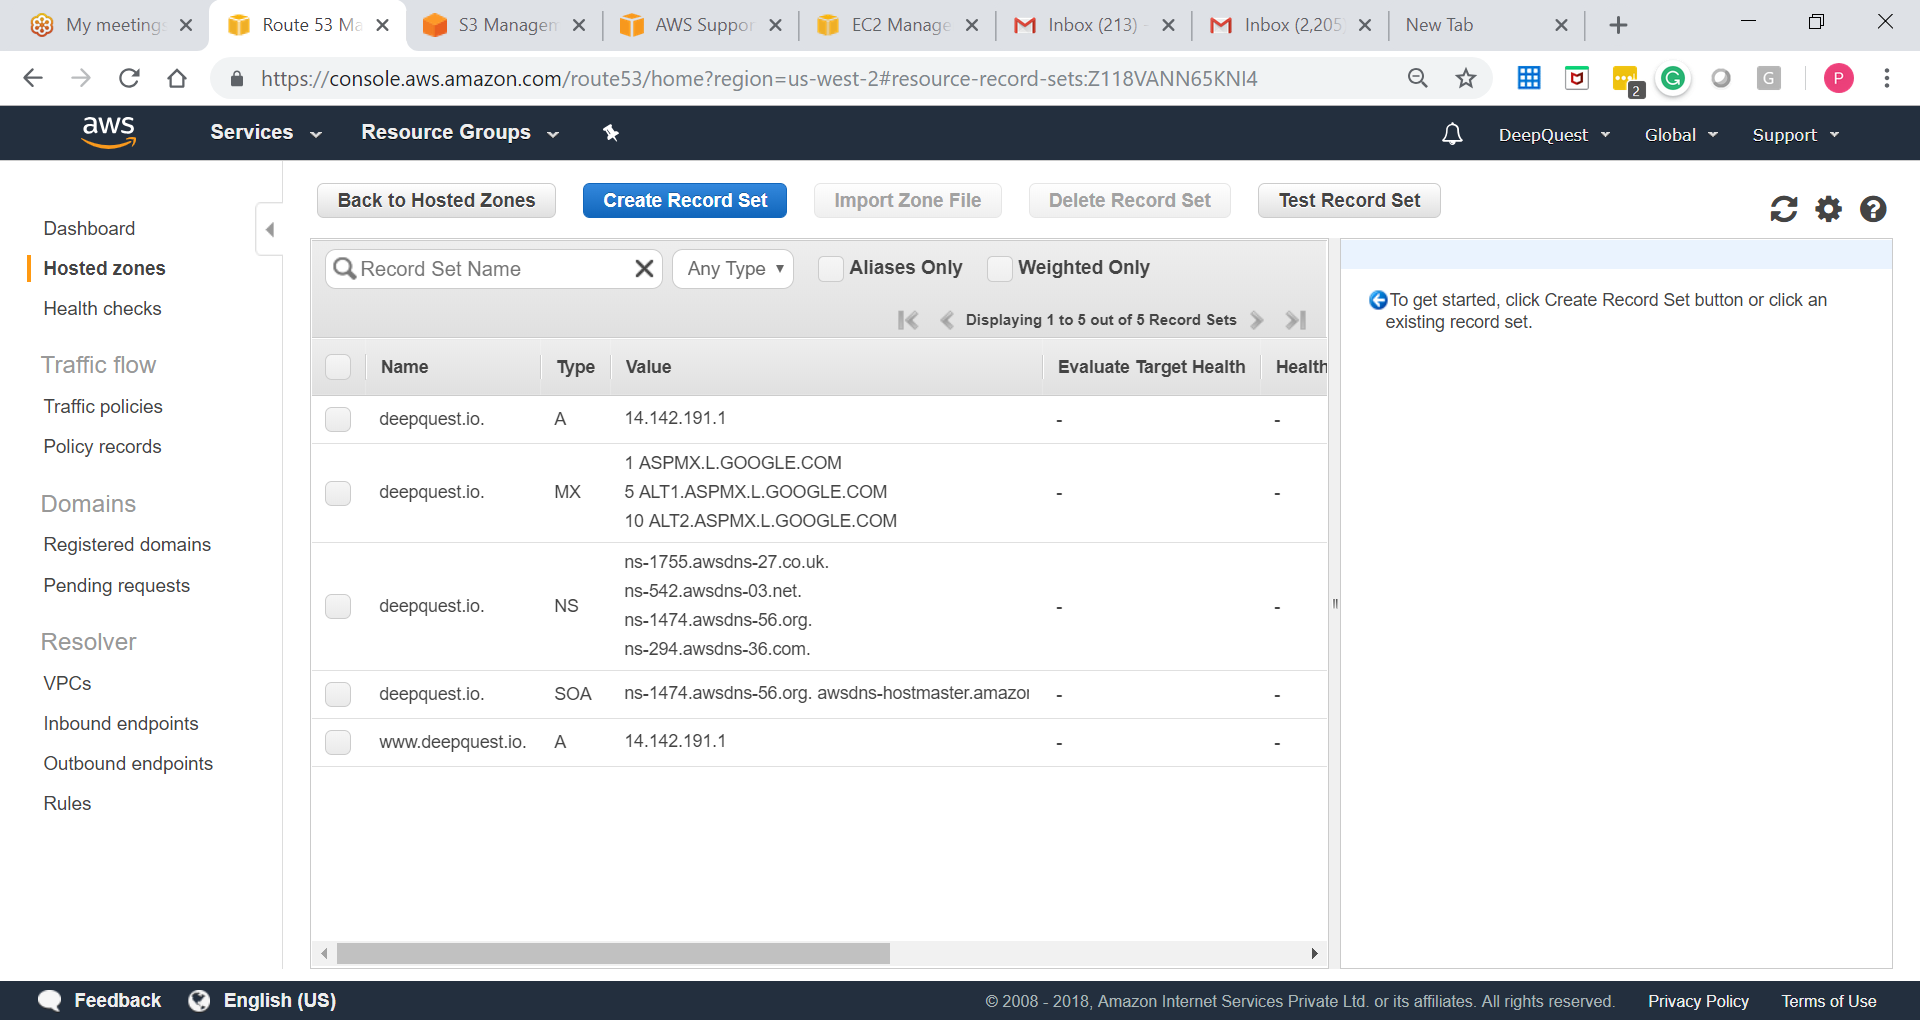 My meetings
Route 53 Ma
S3 Managem
AWS Suppor
EC2 Manage
Inbox (213) -
Inbox (2,205)
New Tab
https://console.aws.amazon.com/route53/home?region=us-west-2#resource-record-sets:Z118VANN65KNI4
2
G
P
aws
Services
Resource Groups
DeepQuest
Global
Support
Back to Hosted Zones
Create Record Set
Import Zone File
Delete Record Set
Test Record Set
Dashboard
Hosted zones
Health checks
Traffic flow
Traffic policies
Policy records
Domains
Registered domains
Pending requests
Resolver
VPCs
Inbound endpoints
Outbound endpoints
Rules
Record Set Name
Any Type
Aliases Only
Weighted Only
Displaying 1 to 5 out of 5 Record Sets
Name Type Value Evaluate Target Health Health
deepquest.io. A 14.142.191.1 - -
deepquest.io. MX 1 ASPMX.L.GOOGLE.COM - -
5 ALT1.ASPMX.L.GOOGLE.COM
10 ALT2.ASPMX.L.GOOGLE.COM
deepquest.io. NS ns-1755.awsdns-27.co.uk. - -
ns-542.awsdns-03.net.
ns-1474.awsdns-56.org.
ns-294.awsdns-36.com.
deepquest.io. SOA ns-1474.awsdns-56.org. awsdns-hostmaster.amazon - -
www.deepquest.io. A 14.142.191.1 - -
To get started, click Create Record Set button or click an
existing record set.
Feedback
English (US)
© 2008 - 2018, Amazon Internet Services Private Ltd. or its affiliates. All rights reserved.
Privacy Policy
Terms of Use